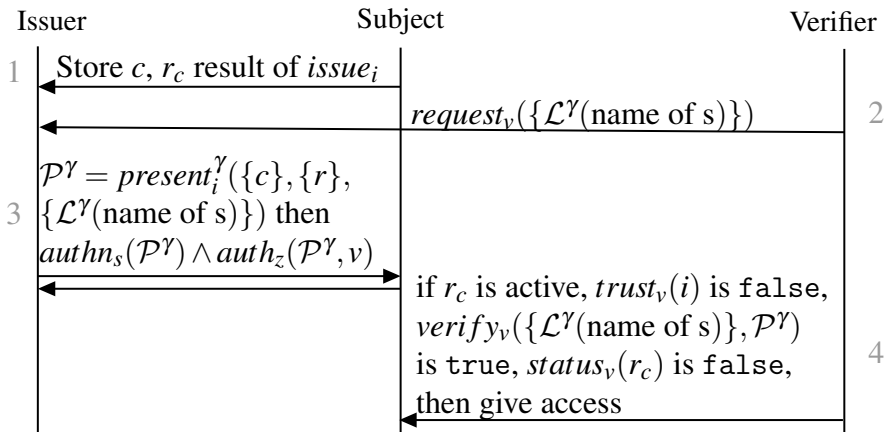 Issuer Subject Verifier
1 Store c, r_c result of issue_i
request_v({ℒ^γ(name of s)}) 2
𝒫^γ = present_i^γ({c}, {r},
3 {ℒ^γ(name of s)}) then
authn_s(𝒫^γ) ∧ auth_z(𝒫^γ, v)
if r_c is active, trust_v(i) is false,
verify_v({ℒ^γ(name of s)}, 𝒫^γ)
is true, status_v(r_c) is false, 4
then give access